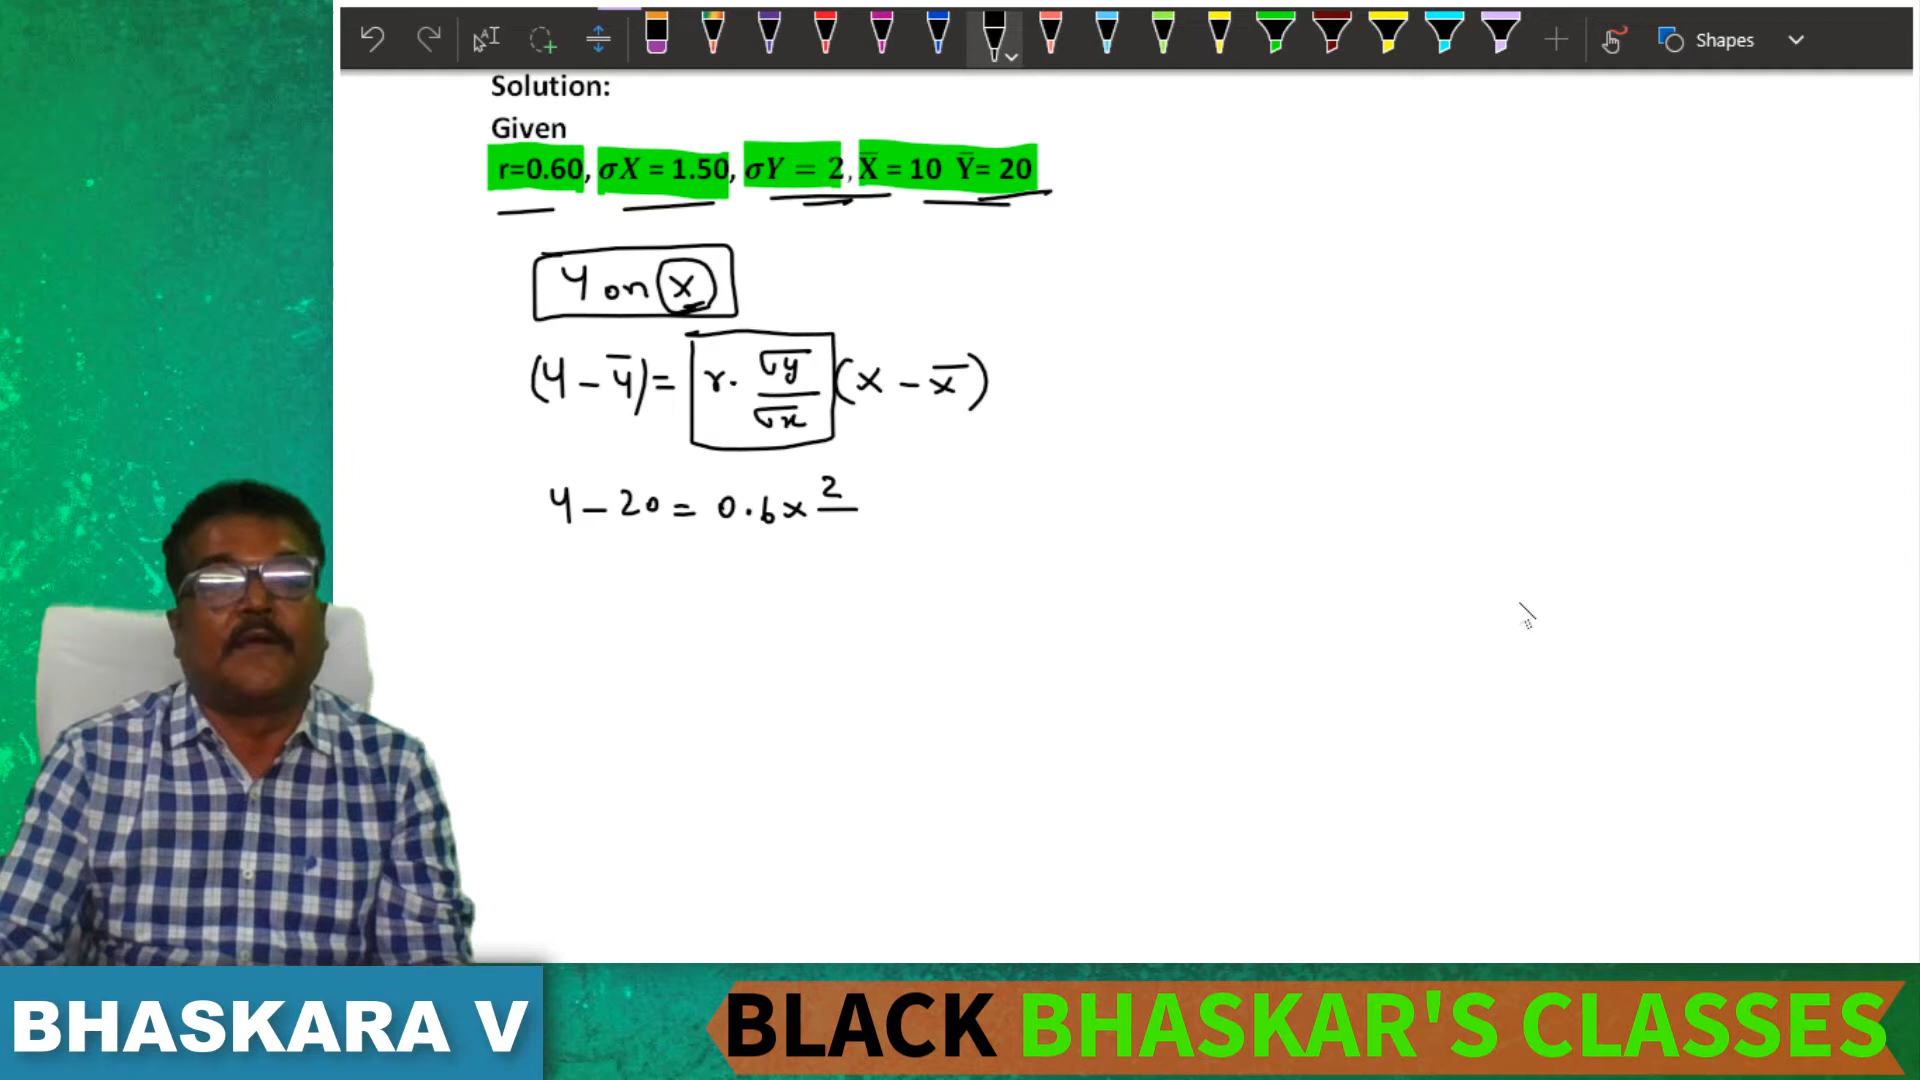 Shapes
Solution:
Given
r=0.60, σX = 1.50, σY = 2, X̅ = 10 Y̅= 20
Y on x
(Y - Y̅) = r. σy/σx (x - x̅)
Y - 20 = 0.6 x 2/
BHASKARA V
BLACK BHASKAR'S CLASSES